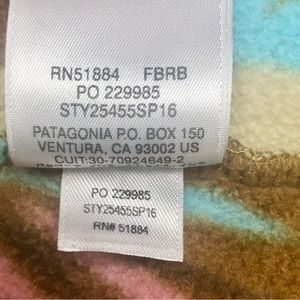 RN51884 FBRB
PO 229985
STY25455SP16
PATAGONIA P.O. BOX 150
VENTURA, CA 93002 US
CUIT:30-70924649-2
PO 229985
STY25455SP16
RN# 51884